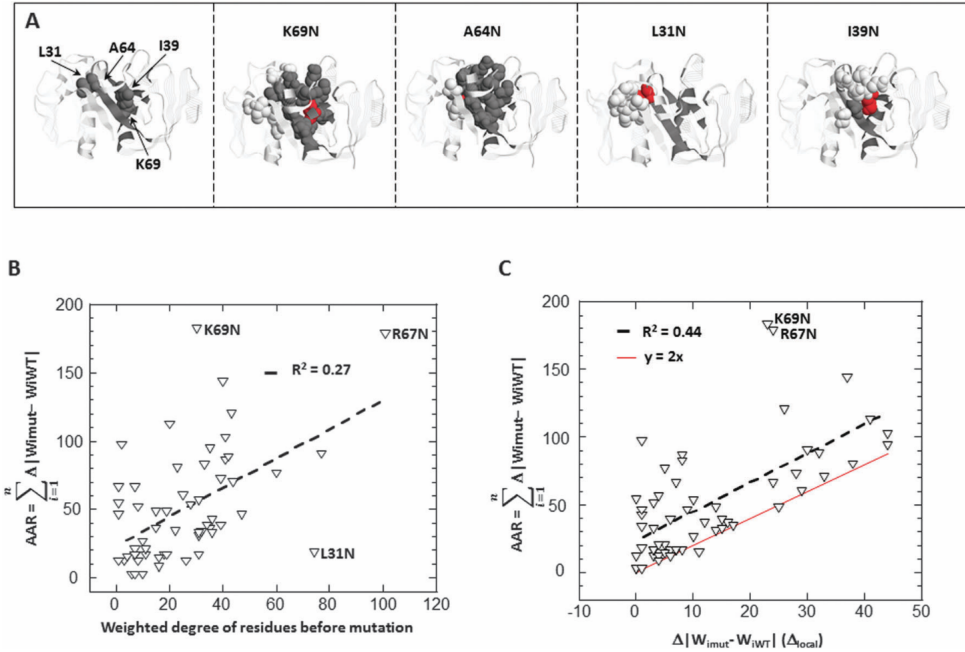 A
L31
A64
I39
K69
K69N
A64N
L31N
I39N
B
AAR = n ∑ i=1 Δ|Wimut– WiWT|
200
150
100
50
0
0
20
40
60
80
100
120
K69N
R67N
R² = 0.27
L31N
Weighted degree of residues before mutation
C
AAR = n ∑ i=1 Δ|Wimut– WiWT|
200
150
100
50
0
-10
0
10
20
30
40
50
K69N
R67N
R² = 0.44
y = 2x
Δ|Wimut-WiWT| (Δlocal)